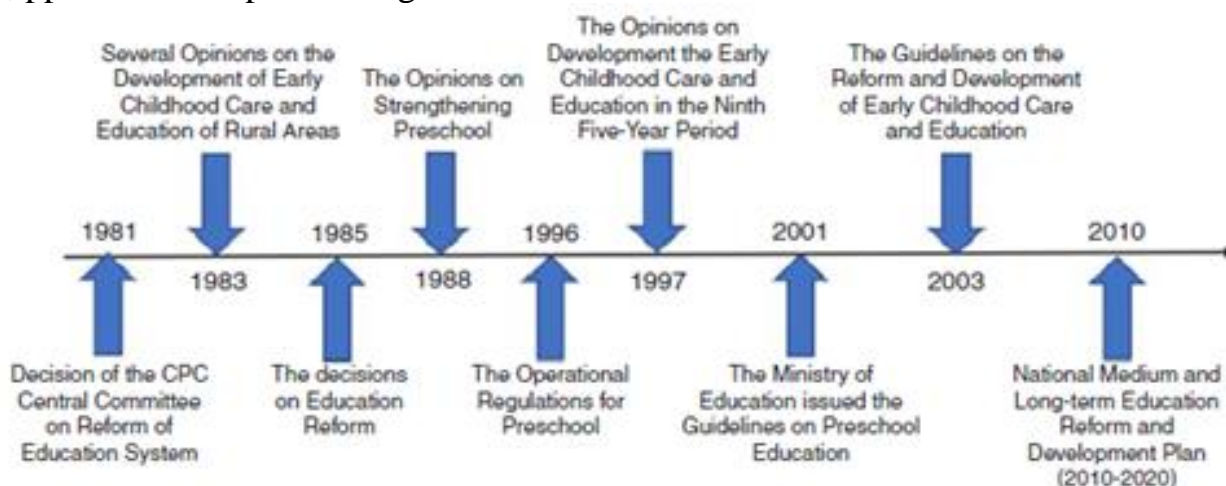 Several Opinions on the
Development of Early
Childhood Care and
Education of Rural Areas
The Opinions on
Strengthening
Preschool
The Opinions on
Development the Early
Childhood Care and
Education in the Ninth
Five-Year Period
The Guidelines on the
Reform and Development
of Early Childhood Care
and Education
1981
1985
1996
2001
2010
1983
1988
1997
2003
Decision of the CPC
Central Committee
on Reform of
Education System
The decisions
on Education
Reform
The Operational
Regulations for
Preschool
The Ministry of
Education issued the
Guidelines on Preschool
Education
National Medium and
Long-term Education
Reform and
Development Plan
(2010-2020)